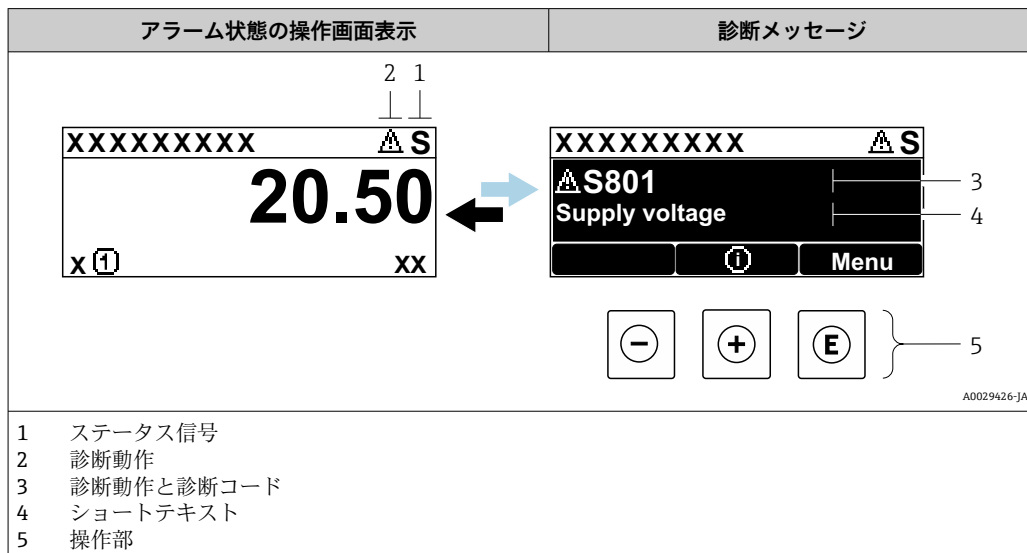 アラーム状態の操作画面表示 診断メッセージ
2 1
XXXXXXXXX ⚠ S
20.50
X ① XX
XXXXXXXXX ⚠ S
⚠S801
Supply voltage
ⓘ Menu
3
4
− + E
5
A0029426-JA
1 ステータス信号
2 診断動作
3 診断動作と診断コード
4 ショートテキスト
5 操作部